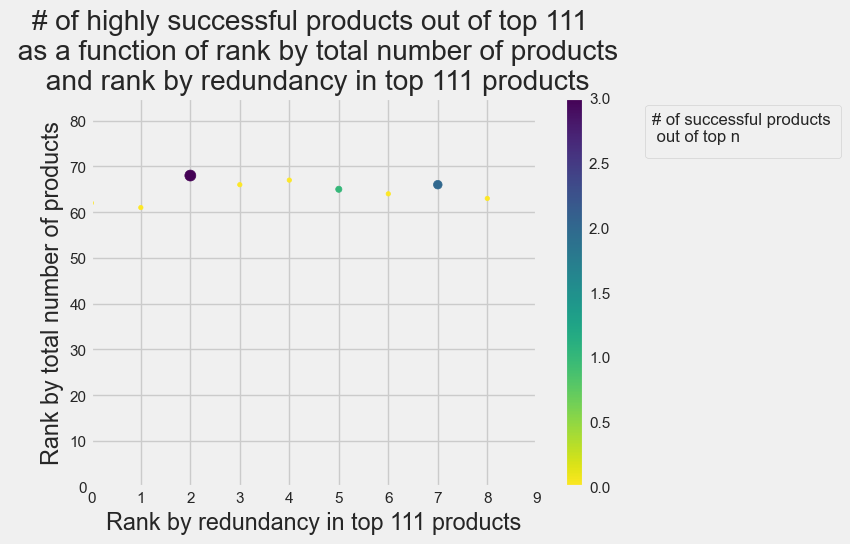 # of highly successful products out of top 111
as a function of rank by total number of products
and rank by redundancy in top 111 products
Rank by total number of products
80
70
60
50
40
30
20
10
0
0 1 2 3 4 5 6 7 8 9
Rank by redundancy in top 111 products
3.0
2.5
2.0
1.5
1.0
0.5
0.0
# of successful products
out of top n